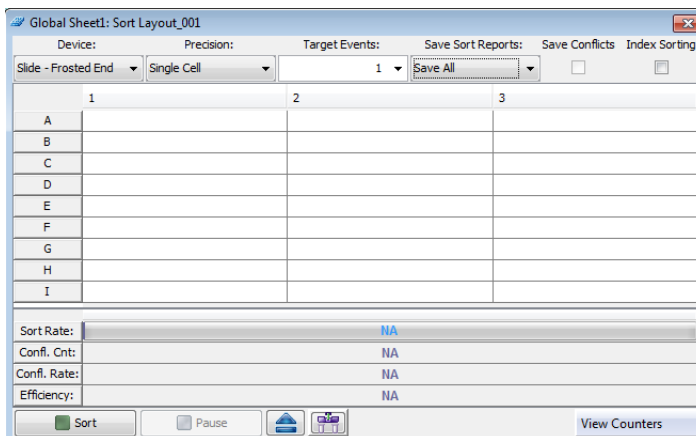 Global Sheet1: Sort Layout_001
Device: Precision: Target Events: Save Sort Reports: Save Conflicts Index Sorting
Slide - Frosted End Single Cell 1 Save All
1 2 3
A
B
C
D
E
F
G
H
I
Sort Rate: NA
Confl. Cnt: NA
Confl. Rate: NA
Efficiency: NA
Sort Pause View Counters